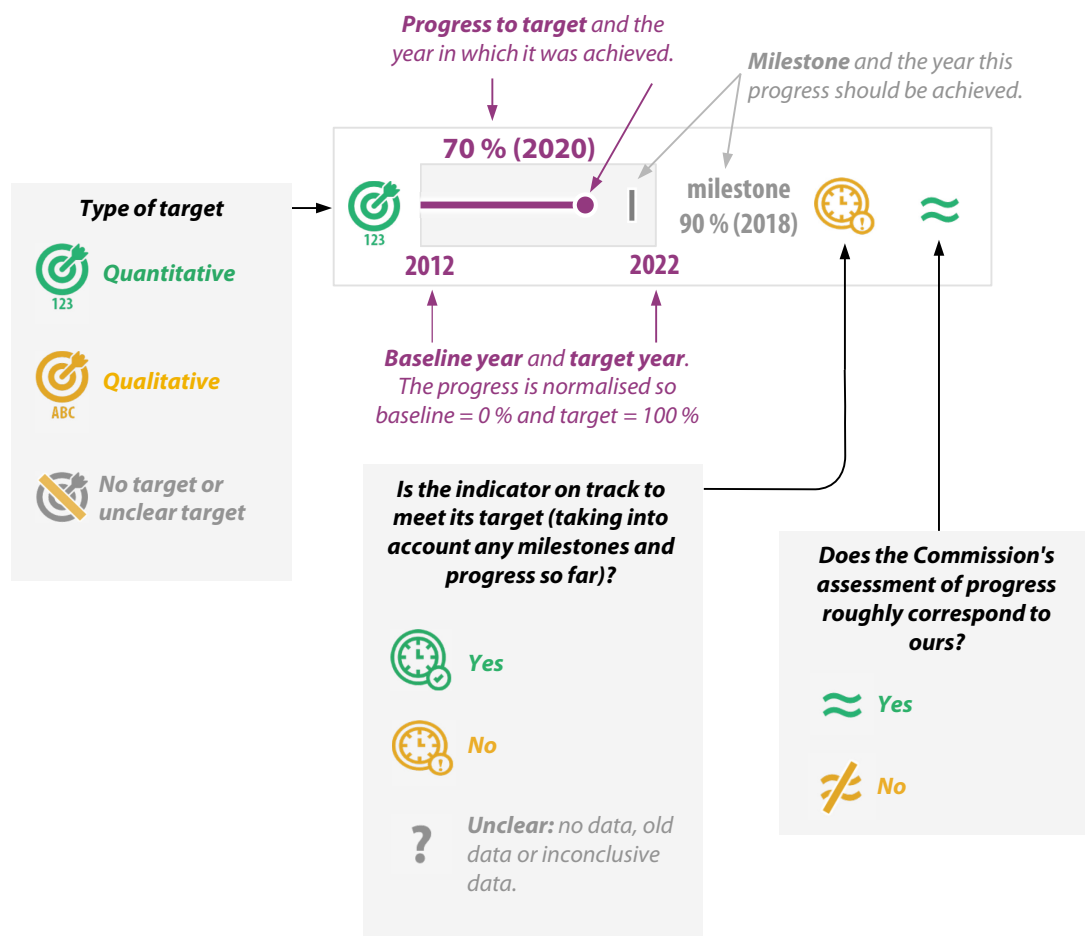 Progress to target and the
year in which it was achieved.
Milestone and the year this
progress should be achieved.
70 % (2020)
milestone
90 % (2018)
123
2012
2022
Type of target
Quantitative
123
Qualitative
ABC
No target or
unclear target
Baseline year and target year.
The progress is normalised so
baseline = 0 % and target = 100 %
Is the indicator on track to
meet its target (taking into
account any milestones and
progress so far)?
Yes
No
?
Unclear: no data, old
data or inconclusive
data.
Does the Commission's
assessment of progress
roughly correspond to
ours?
Yes
No